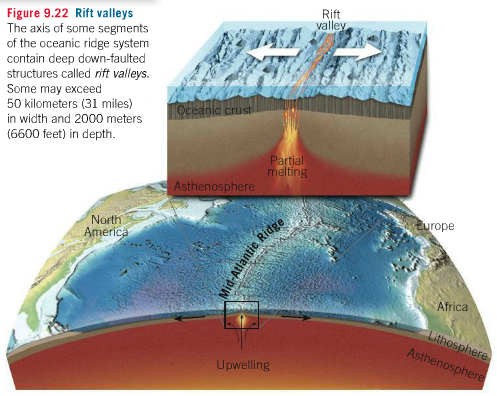 Figure 9.22 Rift valleys
The axis of some segments
of the oceanic ridge system
contain deep down-faulted
structures called rift valleys.
Some may exceed
50 kilometers (31 miles)
in width and 2000 meters
(6600 feet) in depth.
Rift
valley
Oceanic crust
Partial
melting
Asthenosphere
North
America
Mid-Atlantic Ridge
Europe
Africa
Lithosphere
Asthenosphere
Upwelling